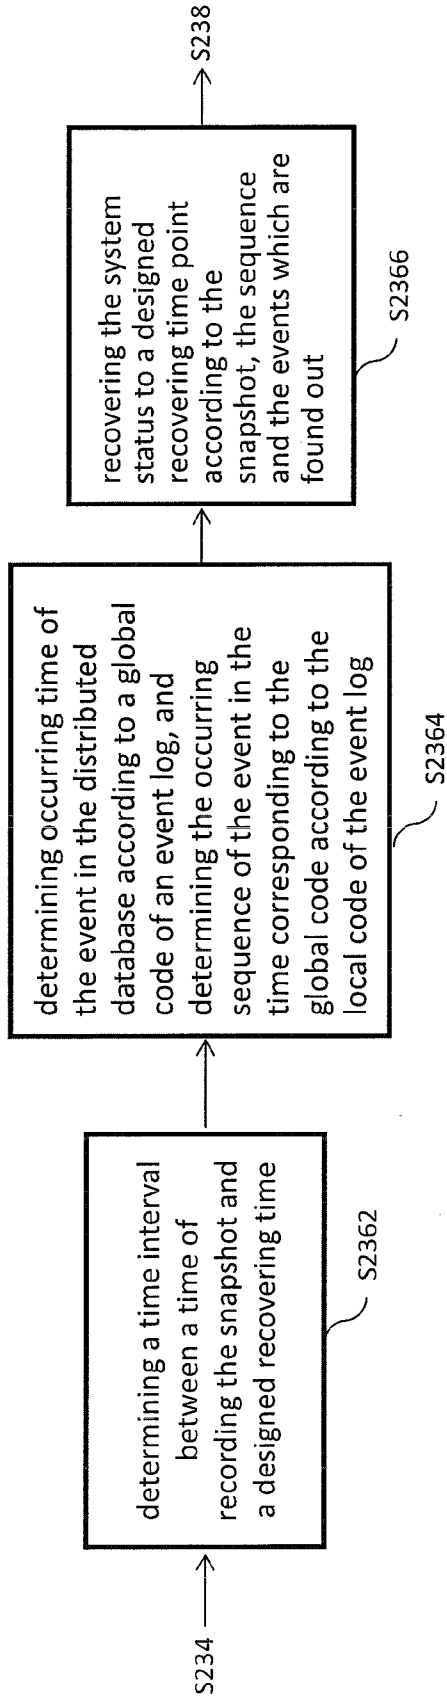 S234
determining a time interval
between a time of
recording the snapshot and
a designed recovering time
S2362
determining occurring time of
the event in the distributed
database according to a global
code of an event log, and
determining the occurring
sequence of the event in the
time corresponding to the
global code according to the
local code of the event log
S2364
recovering the system
status to a designed
recovering time point
according to the
snapshot, the sequence
and the events which are
found out
S2366
S238